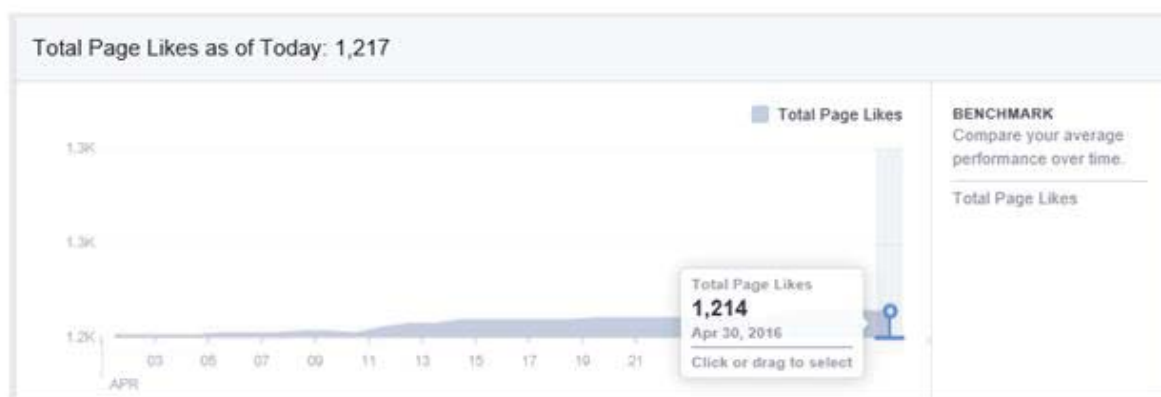 Total Page Likes as of Today: 1,217
Total Page Likes
BENCHMARK
Compare your average
performance over time.
Total Page Likes
1.3K
1.3K
1.2K
Total Page Likes
1,214
Apr 30, 2016
Click or drag to select
03 05 07 09 11 13 15 17 19 21
APR